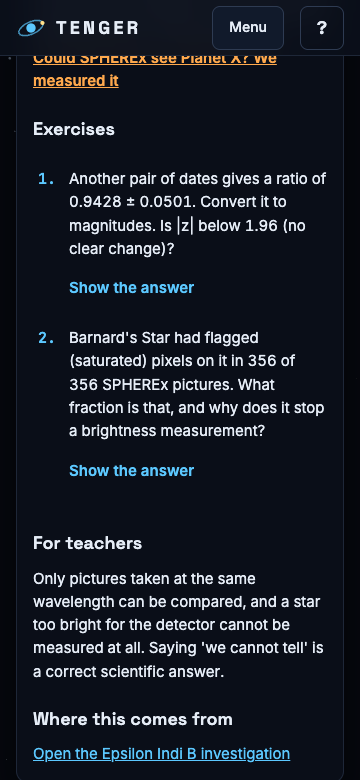 TENGER
Menu
?
Could SPHEREx see Planet X? We
measured it
Exercises
1. Another pair of dates gives a ratio of
0.9428 ± 0.0501. Convert it to
magnitudes. Is |z| below 1.96 (no
clear change)?
Show the answer
2. Barnard's Star had flagged
(saturated) pixels on it in 356 of
356 SPHEREx pictures. What
fraction is that, and why does it stop
a brightness measurement?
Show the answer
For teachers
Only pictures taken at the same
wavelength can be compared, and a star
too bright for the detector cannot be
measured at all. Saying 'we cannot tell' is
a correct scientific answer.
Where this comes from
Open the Epsilon Indi B investigation